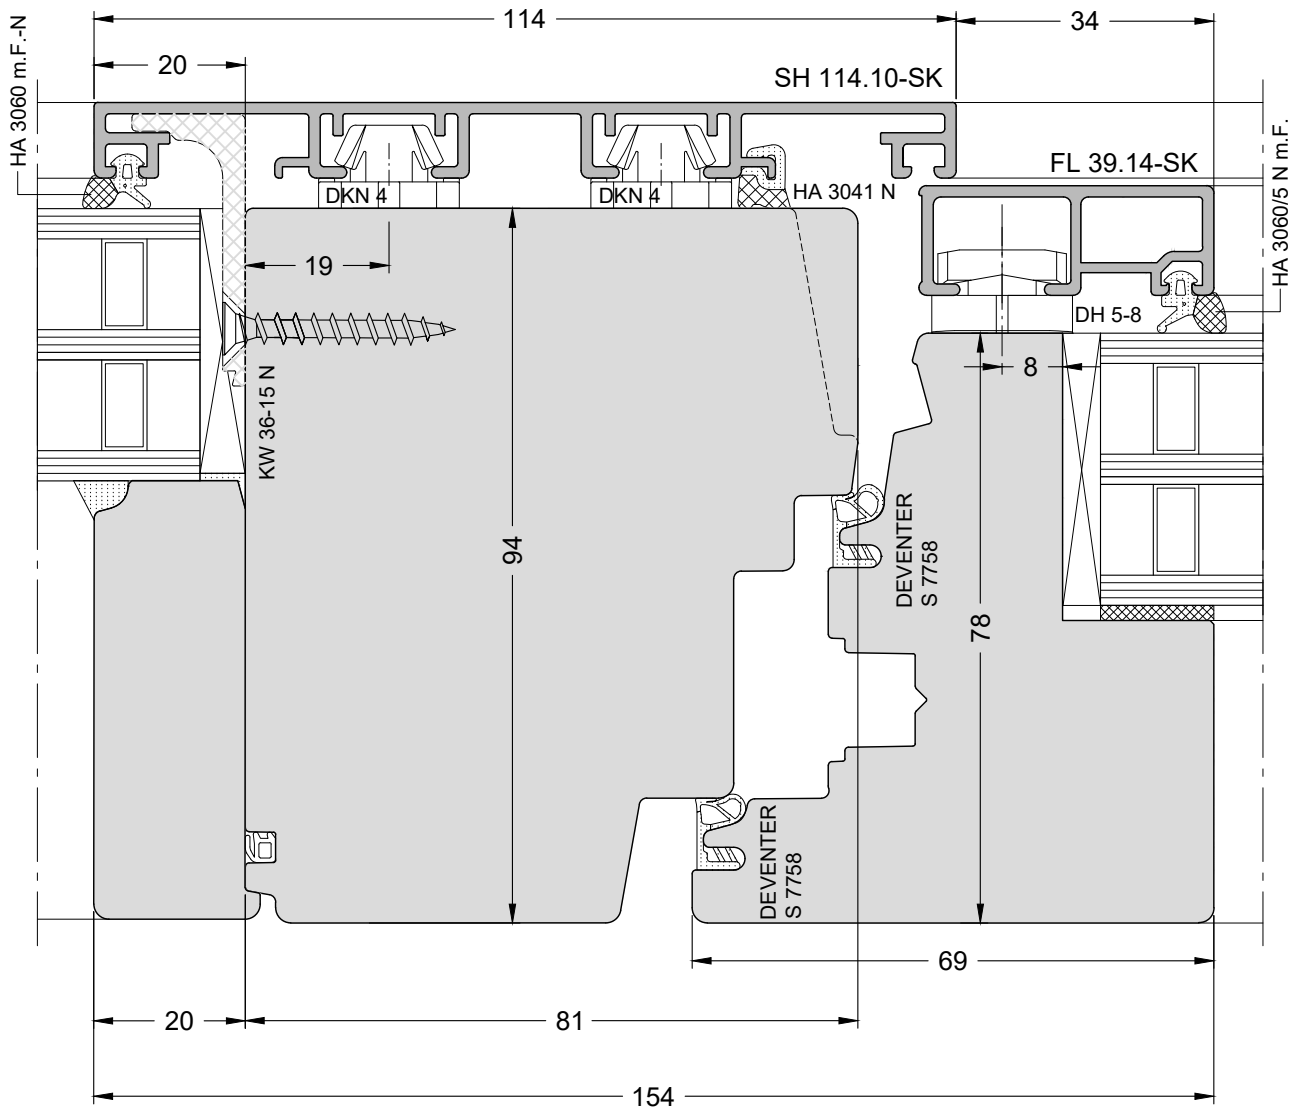 114
34
20
SH 114.10-SK
HA 3060 m.F.-N
FL 39.14-SK
DKN 4
DKN 4
HA 3041 N
HA 3060/5 N m.F.
19
DH 5-8
8
KW 36-15 N
94
DEVENTER
S 7758
78
DEVENTER
S 7758
69
20
81
154